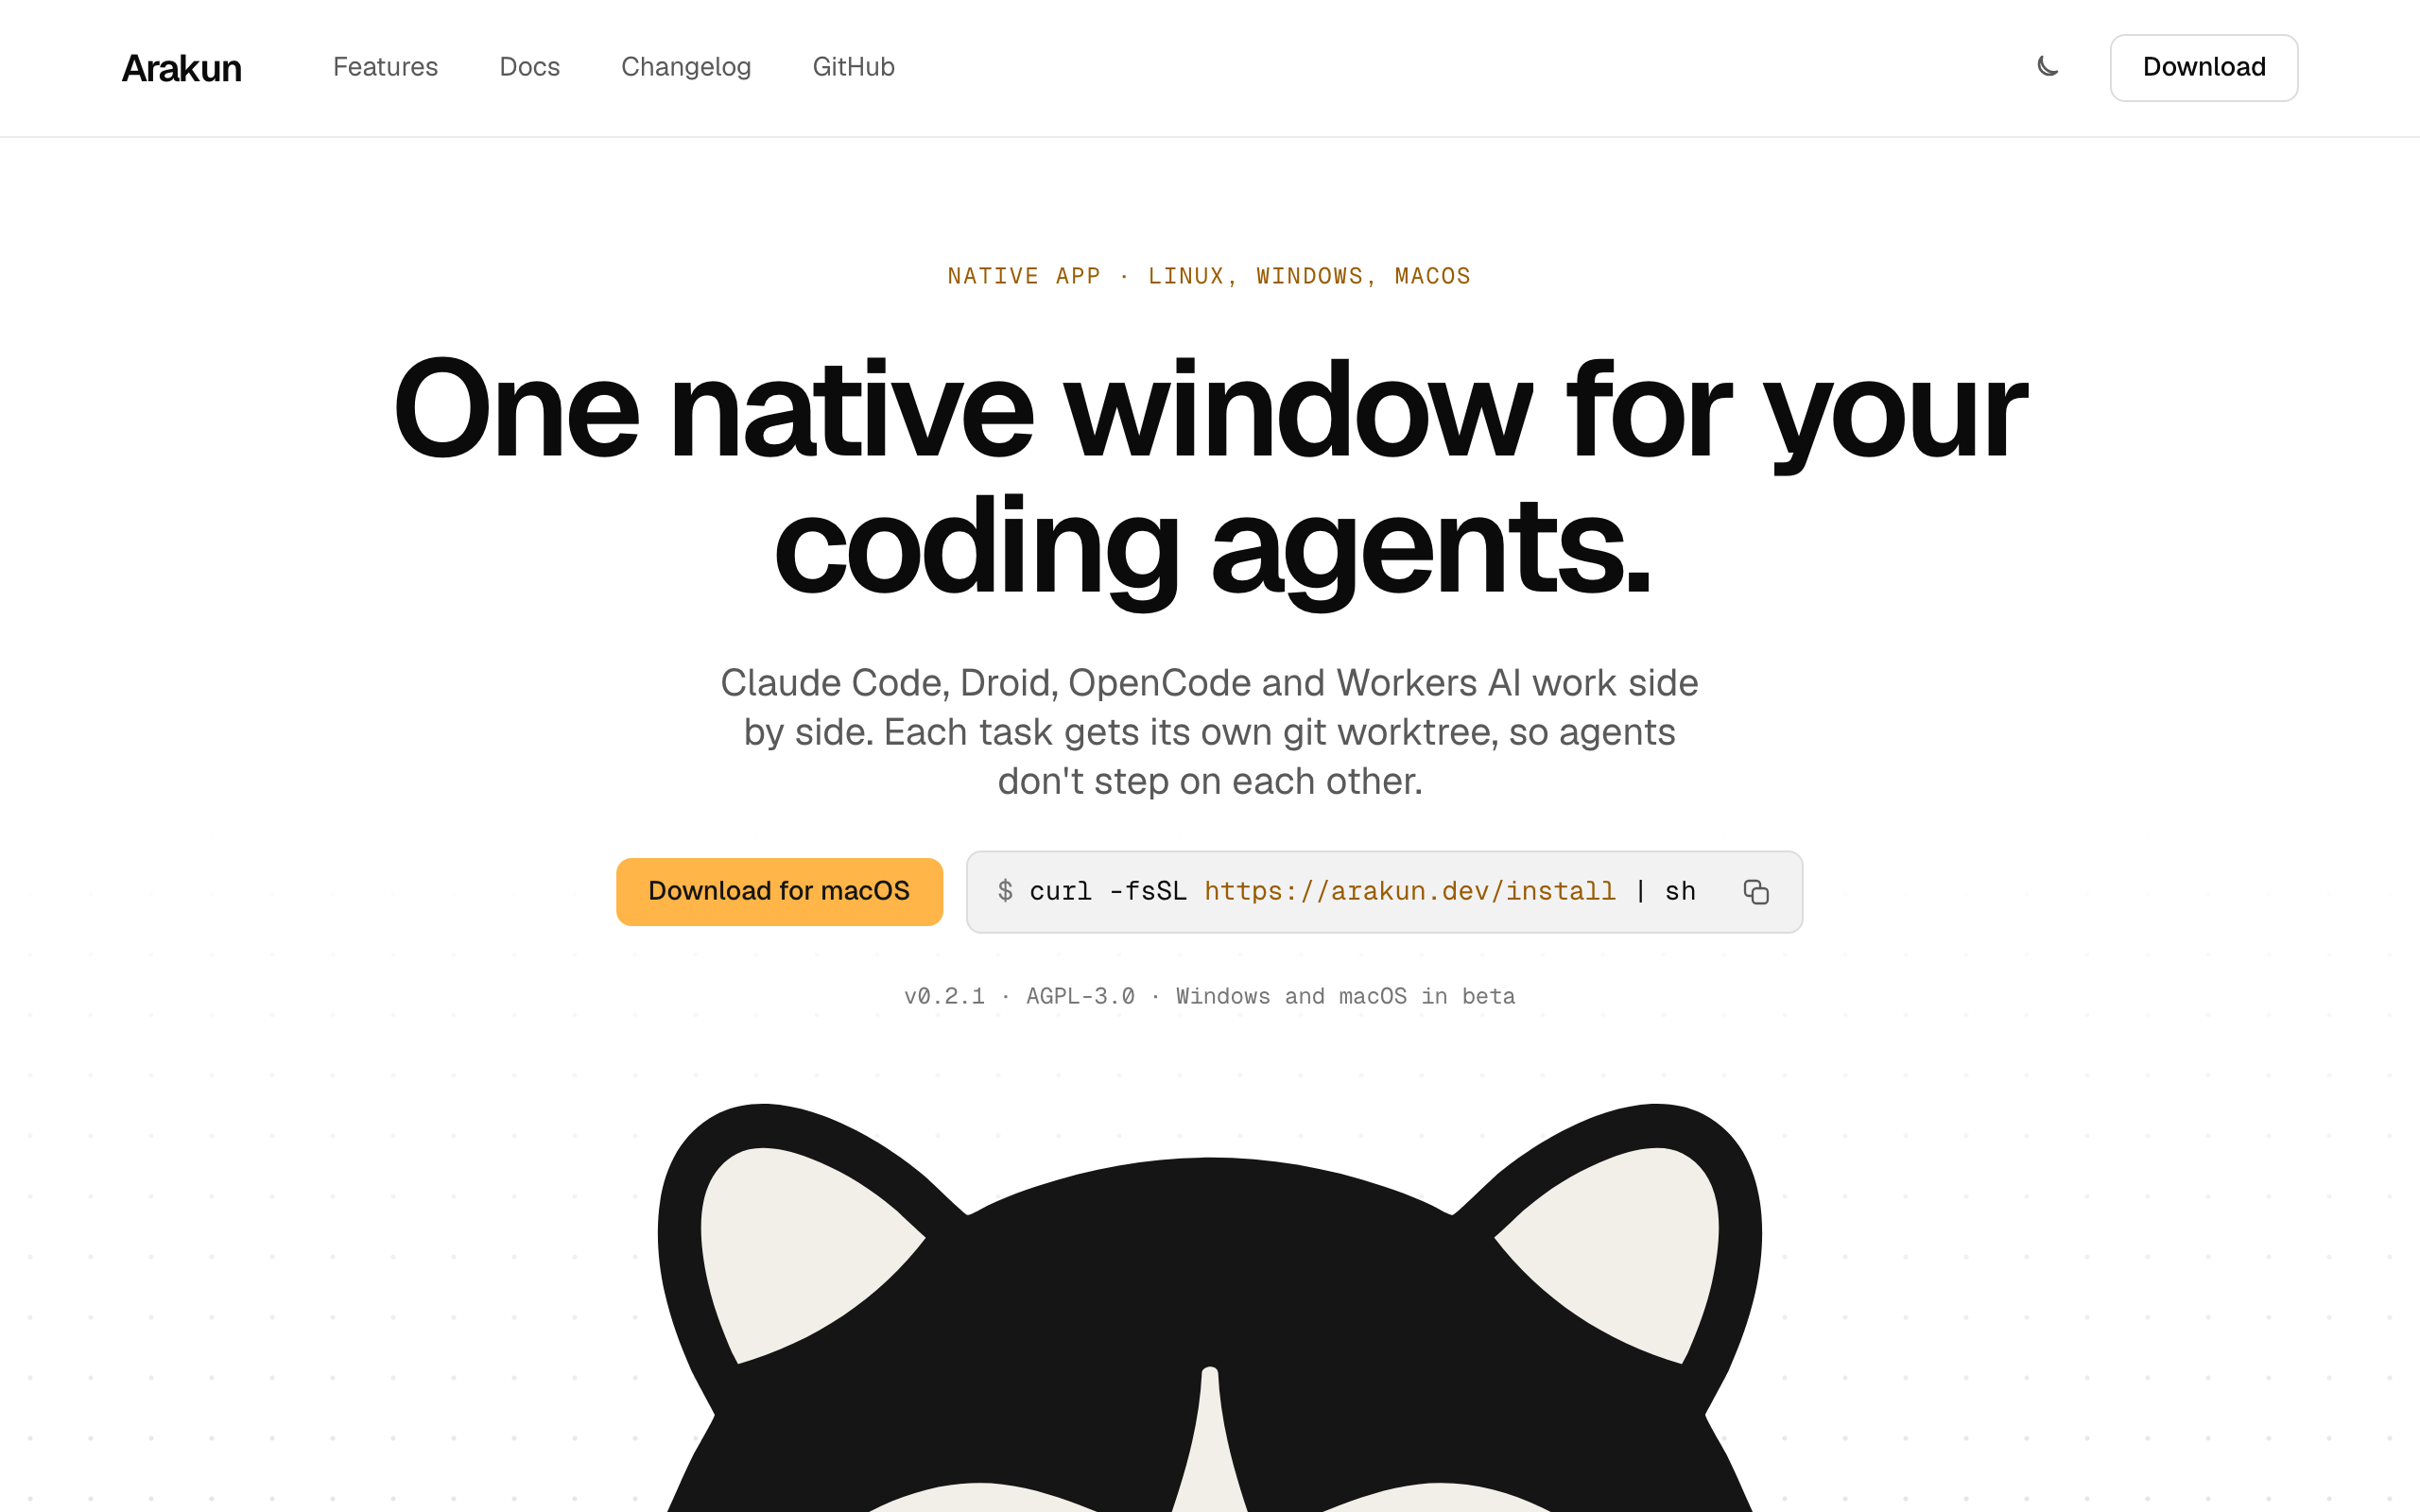 Arakun
Features
Docs
Changelog
GitHub
Download
NATIVE APP · LINUX, WINDOWS, MACOS
One native window for your
coding agents.
Claude Code, Droid, OpenCode and Workers AI work side
by side. Each task gets its own git worktree, so agents
don't step on each other.
Download for macOS
$ curl -fsSL https://arakun.dev/install | sh
v0.2.1 · AGPL-3.0 · Windows and macOS in beta